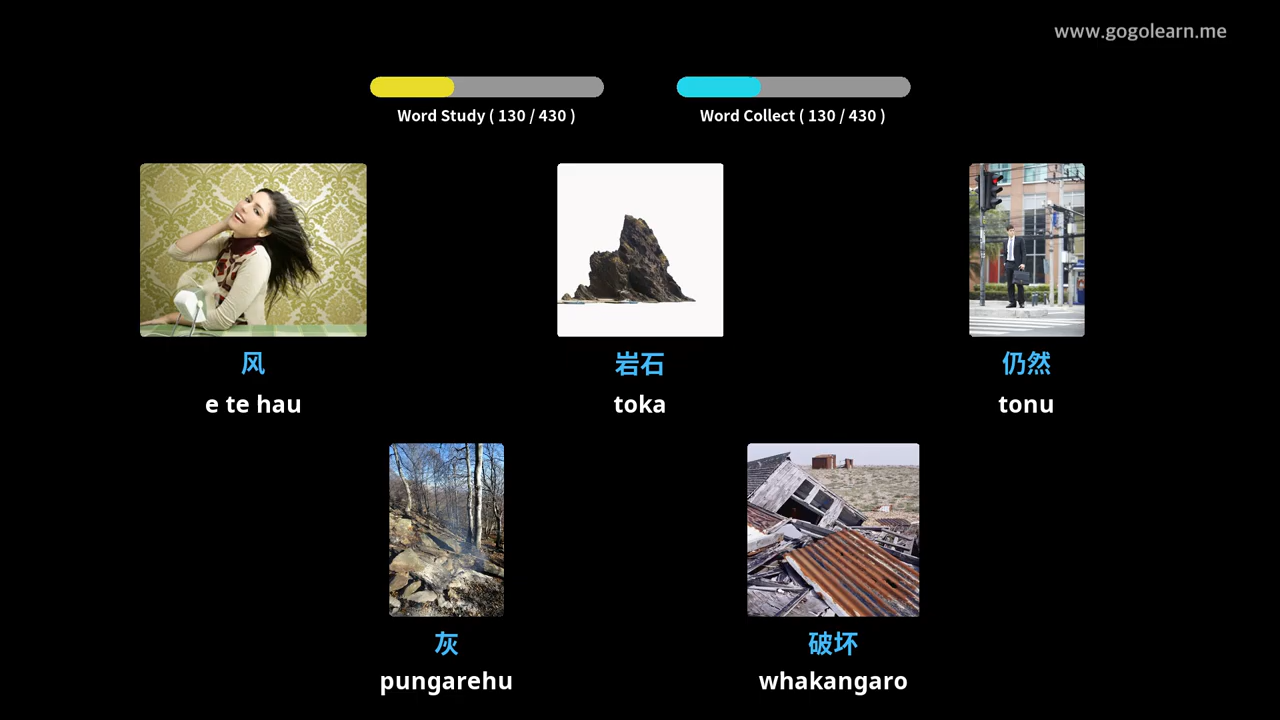 www.gogolearn.me
Word Study ( 130 / 430 )
Word Collect ( 130 / 430 )
风
岩石
仍然
e te hau
toka
tonu
灰
破坏
pungarehu
whakangaro